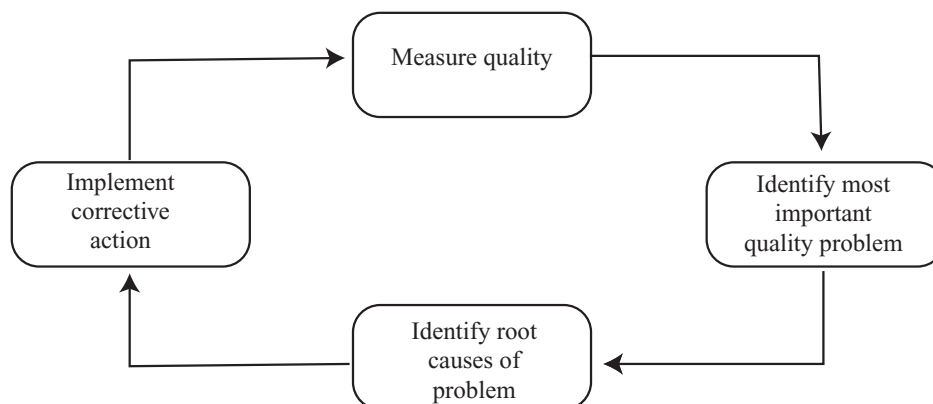 Measure quality
Implement
corrective
action
Identify most
important
quality problem
Identify root
causes of
problem